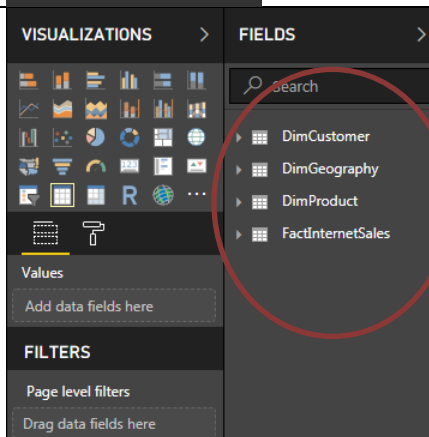 VISUALIZATIONS
FIELDS
Search
DimCustomer
DimGeography
DimProduct
FactInternetSales
123
R
Values
Add data fields here
FILTERS
Page level filters
Drag data fields here